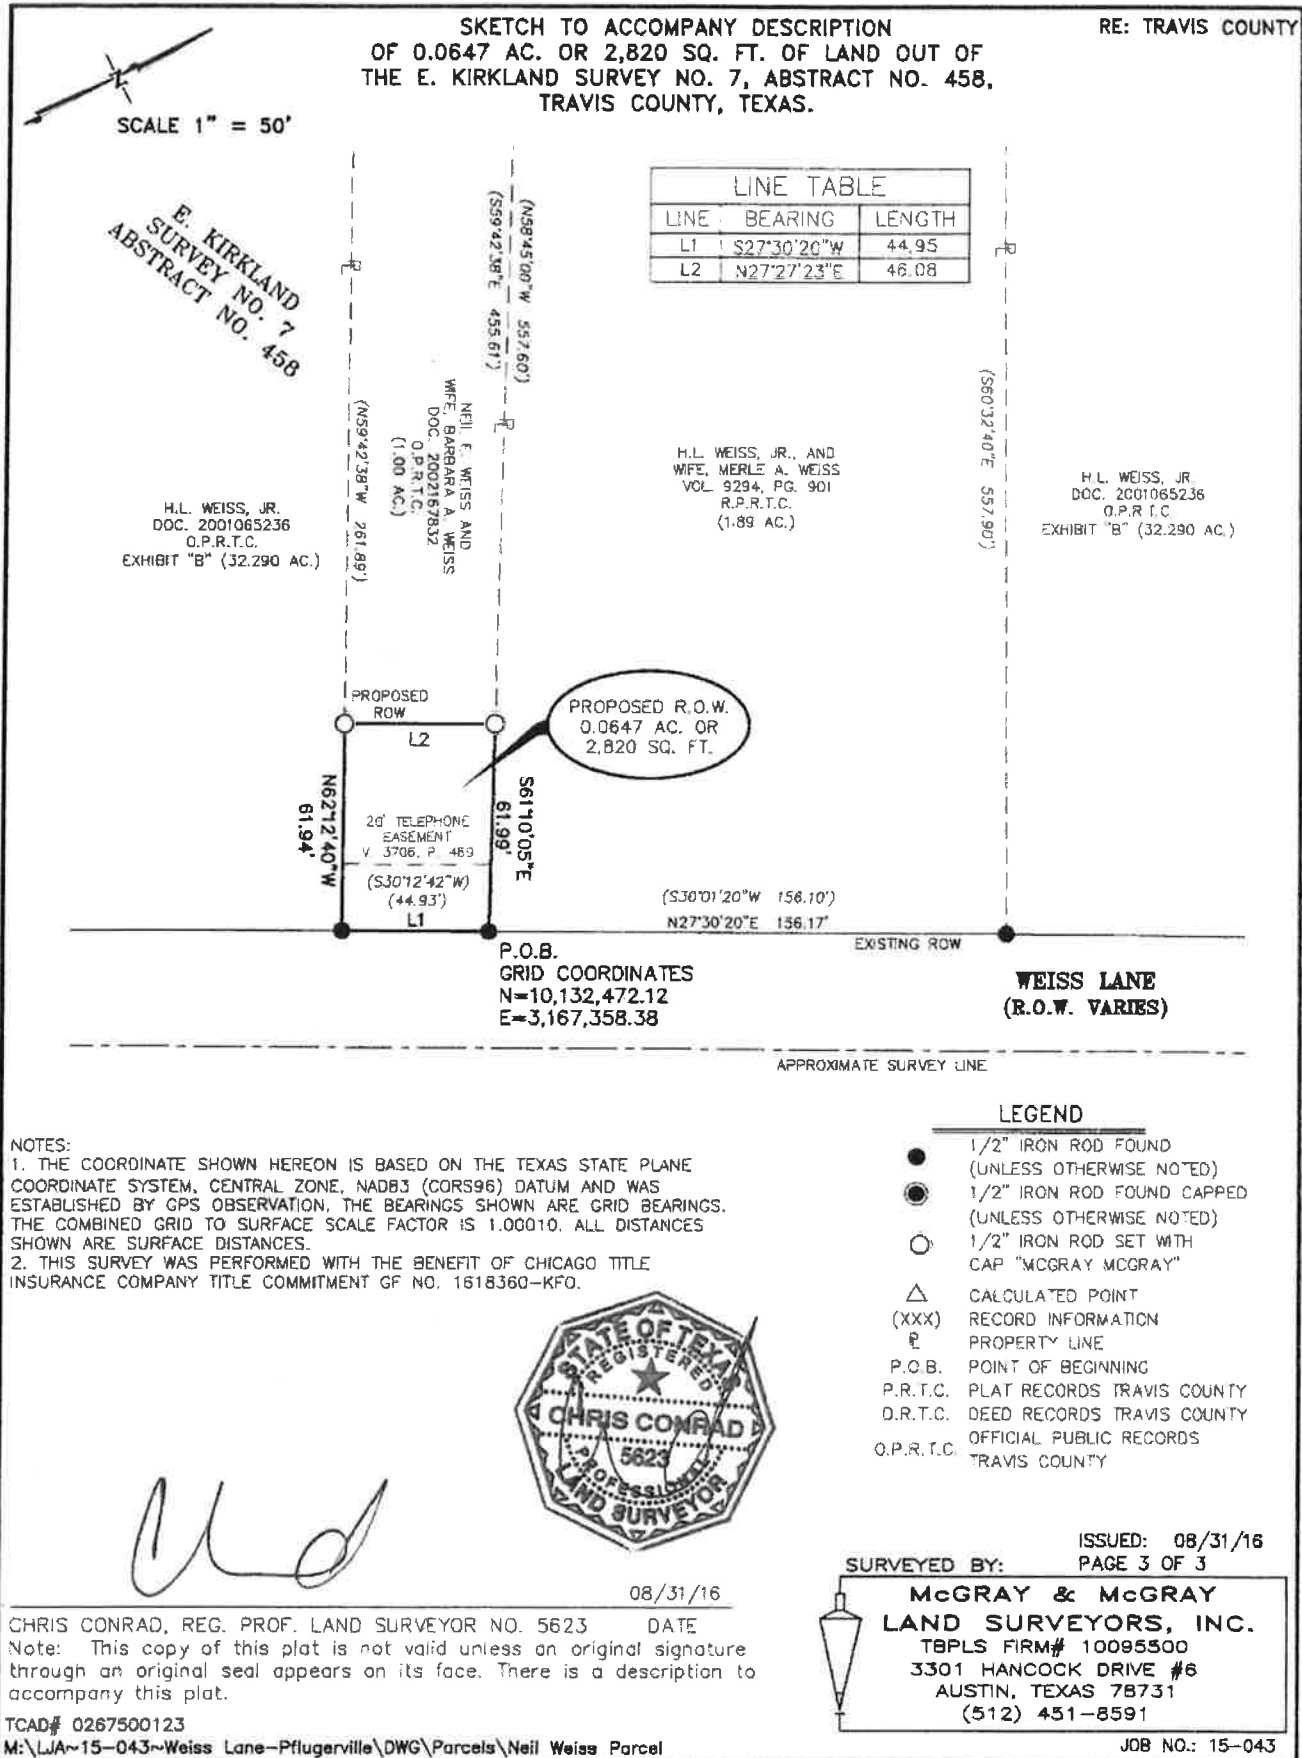 SKETCH TO ACCOMPANY DESCRIPTION
OF 0.0647 AC. OR 2,820 SQ. FT. OF LAND OUT OF
THE E. KIRKLAND SURVEY NO. 7, ABSTRACT NO. 458,
TRAVIS COUNTY, TEXAS.
RE: TRAVIS COUNTY
SCALE 1" = 50'
E. KIRKLAND
SURVEY NO. 7
ABSTRACT NO. 458
LINE TABLE
LINE BEARING LENGTH
L1 S27°30'20"W 44.95
L2 N27°27'23"E 46.08
(N58°45'00"W 557.60')
(S59°42'38"E 455.61')
(N59°42'38"W 261.89')
NEIL E. WEISS AND
WIFE, BARBARA A. WEISS
DOC. 2002167832
O.P.R.T.C.
(1.00 AC.)
(S60°32'40"E 557.90')
H.L. WEISS, JR.
DOC. 2001065236
O.P.R.T.C.
EXHIBIT "B" (32.290 AC.)
H.L. WEISS, JR., AND
WIFE, MERLE A. WEISS
VOL. 9294, PG. 901
R.P.R.T.C.
(1.89 AC.)
H.L. WEISS, JR.
DOC. 2001065236
O.P.R.T.C.
EXHIBIT "B" (32.290 AC.)
PROPOSED
ROW
L2
PROPOSED R.O.W.
0.0647 AC. OR
2,820 SQ. FT.
N62°12'40"W
61.94'
S61°10'05"E
61.99'
20' TELEPHONE
EASEMENT
V. 3706, P. 469
(S30°12'42"W)
(44.93')
L1
(S30°01'20"W 156.10')
N27°30'20"E 156.17'
EXISTING ROW
P.O.B.
GRID COORDINATES
N=10,132,472.12
E=3,167,358.38
WEISS LANE
(R.O.W. VARIES)
APPROXIMATE SURVEY LINE
NOTES:
1. THE COORDINATE SHOWN HEREON IS BASED ON THE TEXAS STATE PLANE
COORDINATE SYSTEM, CENTRAL ZONE, NAD83 (CORS96) DATUM AND WAS
ESTABLISHED BY GPS OBSERVATION. THE BEARINGS SHOWN ARE GRID BEARINGS.
THE COMBINED GRID TO SURFACE SCALE FACTOR IS 1.00010. ALL DISTANCES
SHOWN ARE SURFACE DISTANCES.
2. THIS SURVEY WAS PERFORMED WITH THE BENEFIT OF CHICAGO TITLE
INSURANCE COMPANY TITLE COMMITMENT GF NO. 1618360-KFO.
LEGEND
1/2" IRON ROD FOUND
(UNLESS OTHERWISE NOTED)
1/2" IRON ROD FOUND CAPPED
(UNLESS OTHERWISE NOTED)
1/2" IRON ROD SET WITH
CAP "MCGRAY MCGRAY"
CALCULATED POINT
(XXX) RECORD INFORMATION
PROPERTY LINE
P.O.B. POINT OF BEGINNING
P.R.T.C. PLAT RECORDS TRAVIS COUNTY
D.R.T.C. DEED RECORDS TRAVIS COUNTY
O.P.R.T.C. OFFICIAL PUBLIC RECORDS
TRAVIS COUNTY
STATE OF TEXAS
REGISTERED
CHRIS CONRAD
5623
PROFESSIONAL
LAND SURVEYOR
08/31/16
CHRIS CONRAD, REG. PROF. LAND SURVEYOR NO. 5623 DATE
Note: This copy of this plat is not valid unless an original signature
through an original seal appears on its face. There is a description to
accompany this plat.
TCAD# 0267500123
M:\LJA~15-043~Weiss Lane-Pflugerville\DWG\Parcels\Neil Weiss Parcel
ISSUED: 08/31/16
SURVEYED BY: PAGE 3 OF 3
McGRAY & McGRAY
LAND SURVEYORS, INC.
TBPLS FIRM# 10095500
3301 HANCOCK DRIVE #6
AUSTIN, TEXAS 78731
(512) 451-8591
JOB NO.: 15-043